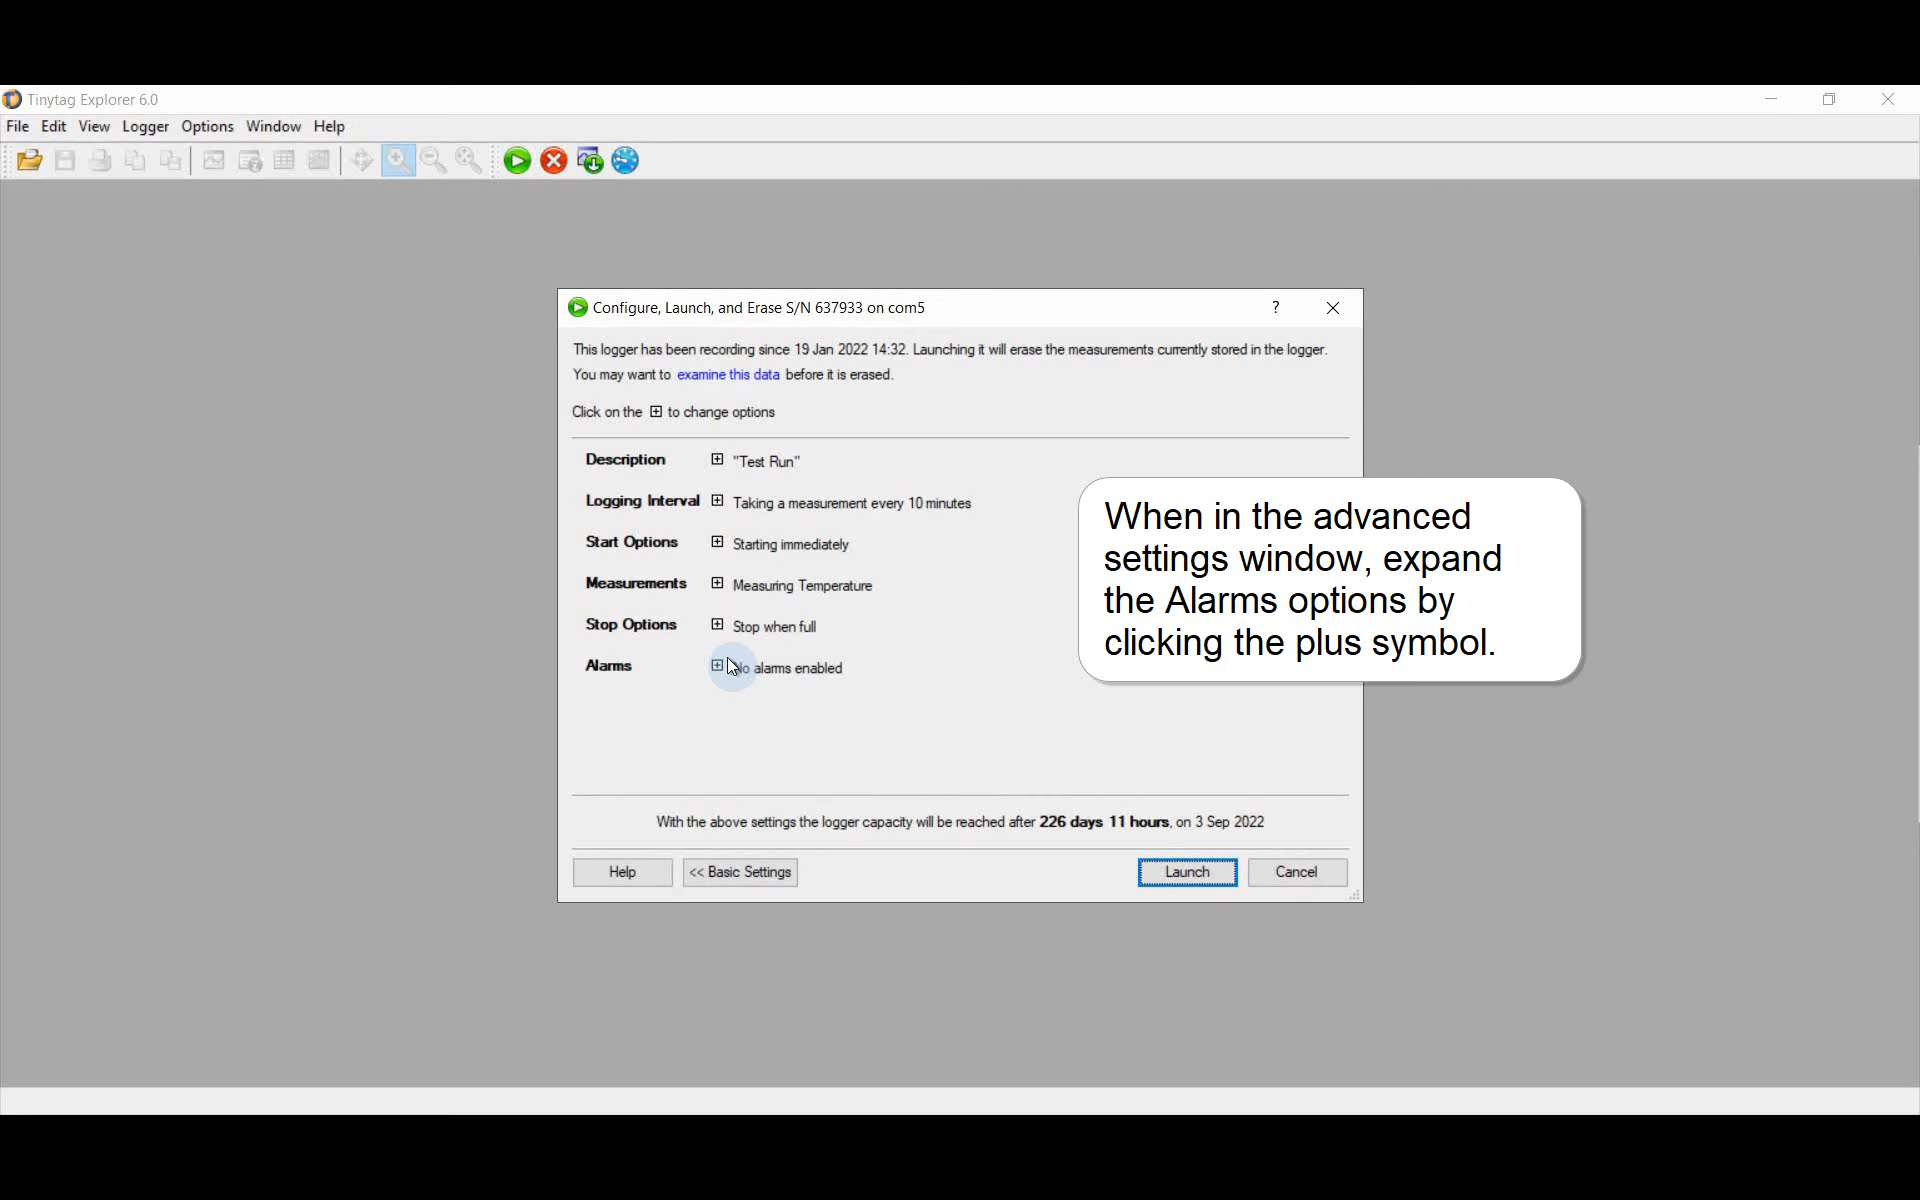 Tinytag Explorer 6.0
File Edit View Logger Options Window Help
Configure, Launch, and Erase S/N 637933 on com5
?
This logger has been recording since 19 Jan 2022 14:32. Launching it will erase the measurements currently stored in the logger.
You may want to examine this data before it is erased.
Click on the ⊞ to change options
Description "Test Run"
Logging Interval Taking a measurement every 10 minutes
Start Options Starting immediately
Measurements Measuring Temperature
Stop Options Stop when full
Alarms No alarms enabled
When in the advanced
settings window, expand
the Alarms options by
clicking the plus symbol.
With the above settings the logger capacity will be reached after 226 days 11 hours, on 3 Sep 2022
Help << Basic Settings Launch Cancel